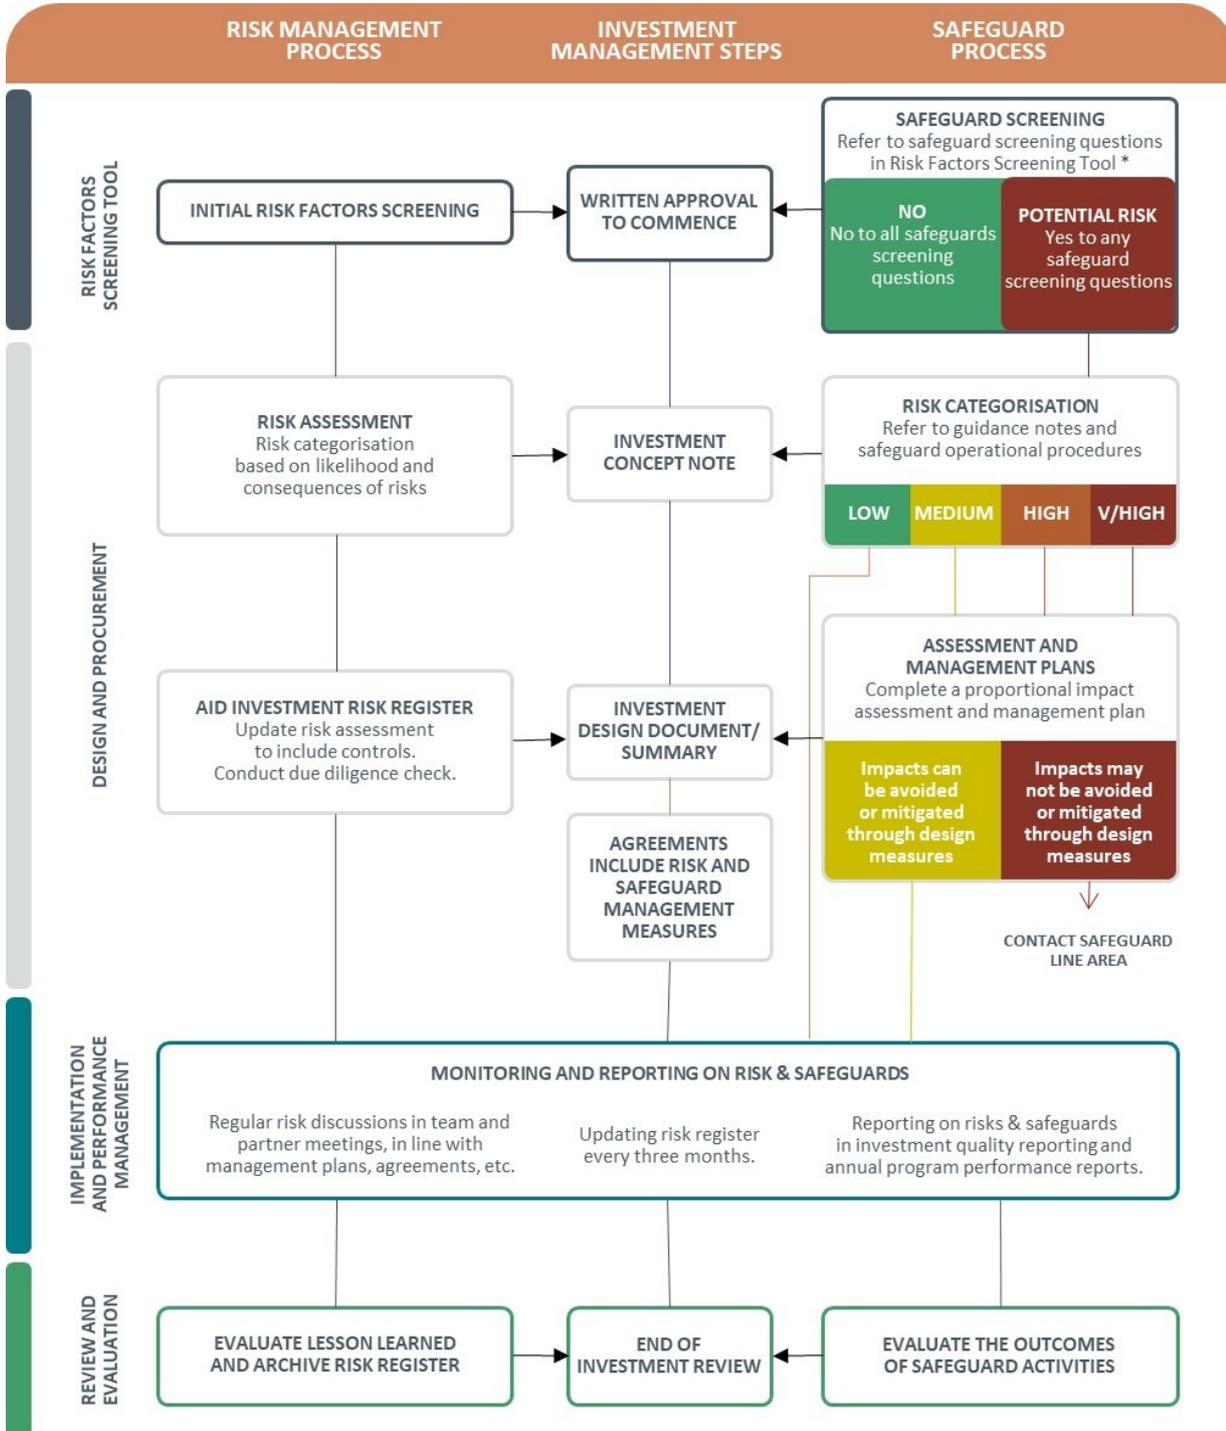 RISK MANAGEMENT
PROCESS
INVESTMENT
MANAGEMENT STEPS
SAFEGUARD
PROCESS
RISK FACTORS
SCREENING TOOL
INITIAL RISK FACTORS SCREENING
WRITTEN APPROVAL
TO COMMENCE
SAFEGUARD SCREENING
Refer to safeguard screening questions
in Risk Factors Screening Tool *
NO
No to all safeguards
screening
questions
POTENTIAL RISK
Yes to any
safeguard
screening questions
DESIGN AND PROCUREMENT
RISK ASSESSMENT
Risk categorisation
based on likelihood and
consequences of risks
INVESTMENT
CONCEPT NOTE
RISK CATEGORISATION
Refer to guidance notes and
safeguard operational procedures
LOW
MEDIUM
HIGH
V/HIGH
AID INVESTMENT RISK REGISTER
Update risk assessment
to include controls.
Conduct due diligence check.
INVESTMENT
DESIGN DOCUMENT/
SUMMARY
ASSESSMENT AND
MANAGEMENT PLANS
Complete a proportional impact
assessment and management plan
Impacts can
be avoided
or mitigated
through design
measures
Impacts may
not be avoided
or mitigated
through design
measures
AGREEMENTS
INCLUDE RISK AND
SAFEGUARD
MANAGEMENT
MEASURES
CONTACT SAFEGUARD
LINE AREA
IMPLEMENTATION
AND PERFORMANCE
MANAGEMENT
MONITORING AND REPORTING ON RISK & SAFEGUARDS
Regular risk discussions in team and
partner meetings, in line with
management plans, agreements, etc.
Updating risk register
every three months.
Reporting on risks & safeguards
in investment quality reporting and
annual program performance reports.
REVIEW AND
EVALUATION
EVALUATE LESSON LEARNED
AND ARCHIVE RISK REGISTER
END OF
INVESTMENT REVIEW
EVALUATE THE OUTCOMES
OF SAFEGUARD ACTIVITIES